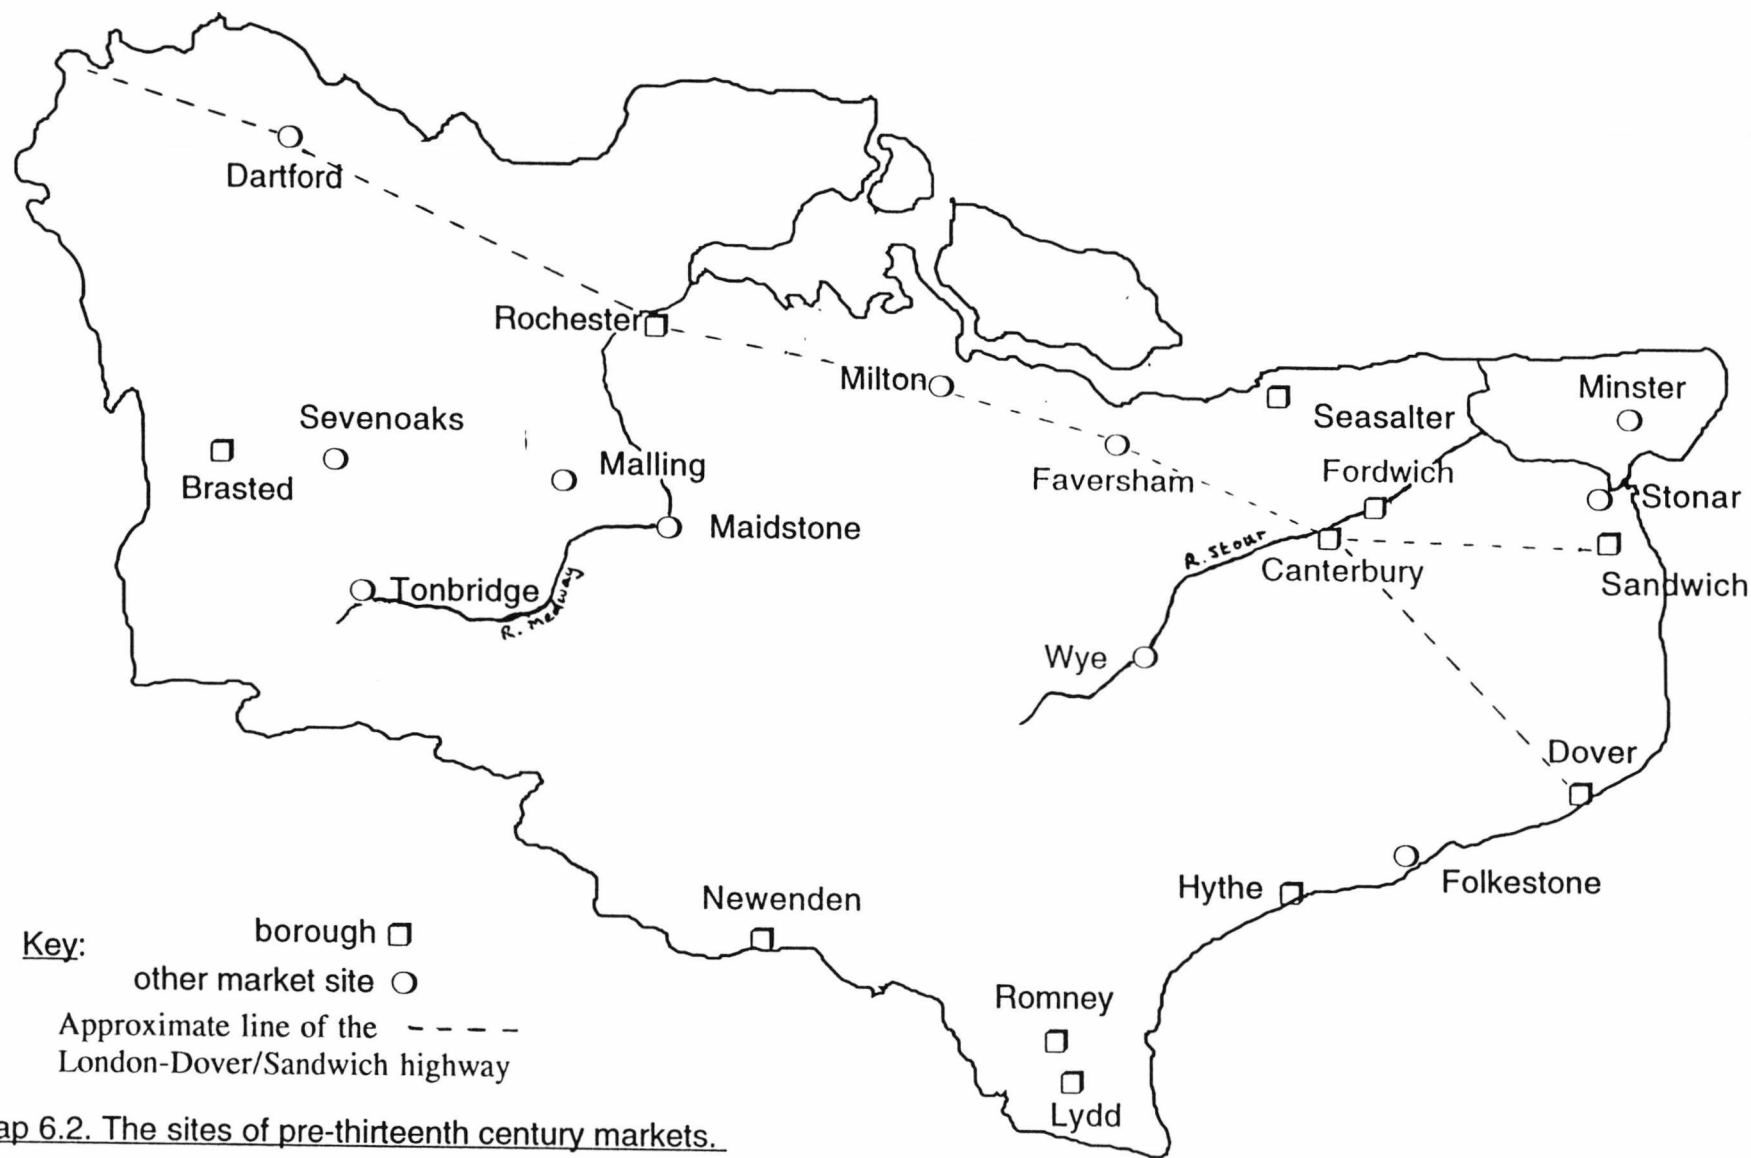 Dartford
Rochester
Milton
Minster
Sevenoaks
Seasalter
Malling
Fordwich
Brasted
Faversham
Stonar
Maidstone
R. Stour
Canterbury
Sandwich
Tonbridge
R. Medway
Wye
Dover
Newenden
Hythe
Folkestone
Key:
borough
other market site
Romney
Approximate line of the
London-Dover/Sandwich highway
Lydd
ap 6.2. The sites of pre-thirteenth century markets.